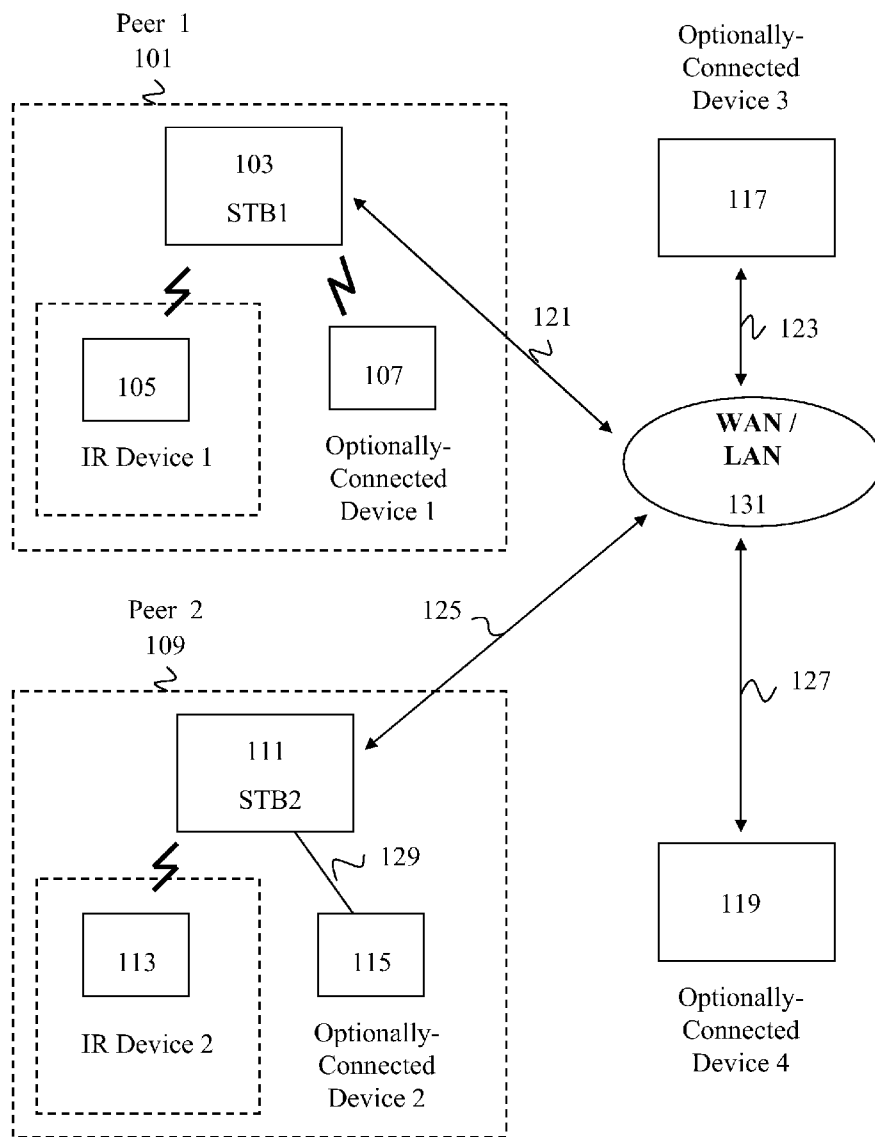 Peer 1
101
103
STB1
105
IR Device 1
107
Optionally-
Connected
Device 1
121
Optionally-
Connected
Device 3
117
123
WAN /
LAN
131
Peer 2
109
125
111
STB2
129
113
IR Device 2
115
Optionally-
Connected
Device 2
127
119
Optionally-
Connected
Device 4